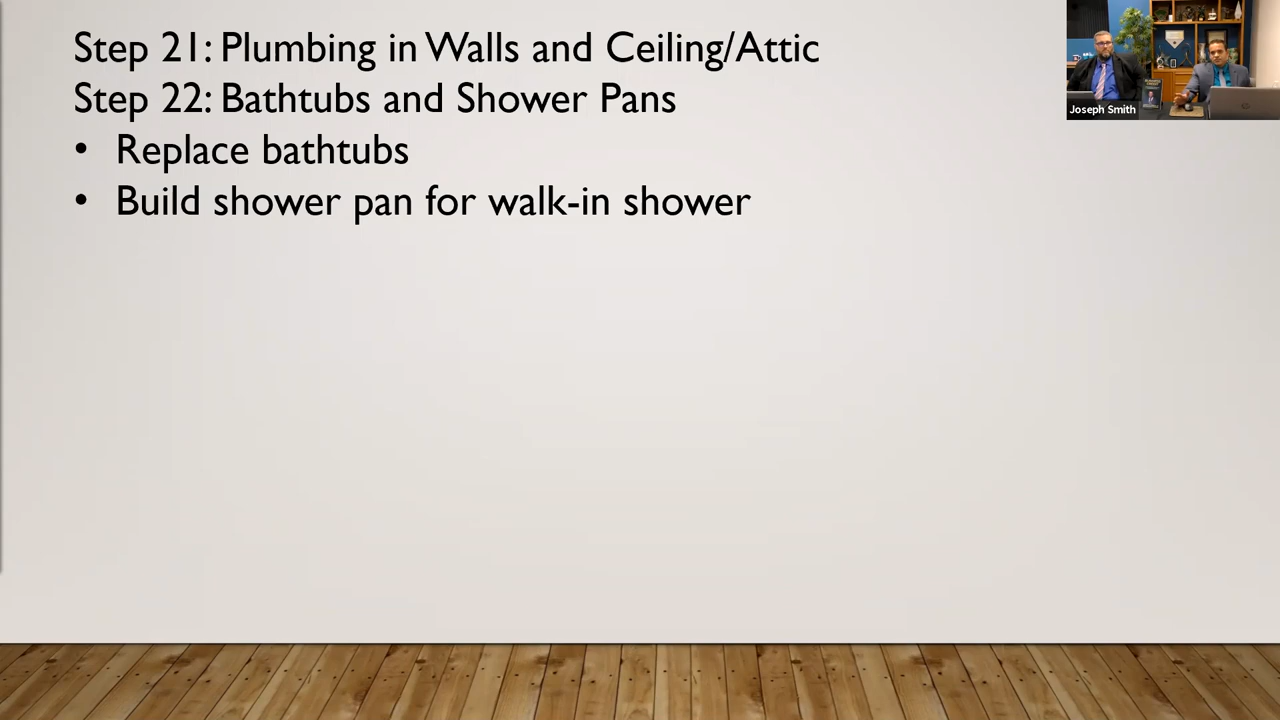 Step 21: Plumbing in Walls and Ceiling/Attic
Step 22: Bathtubs and Shower Pans
• Replace bathtubs
• Build shower pan for walk-in shower
Joseph Smith